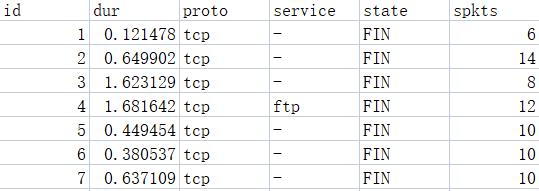 id dur proto service state spkts
1 0.121478 tcp - FIN 6
2 0.649902 tcp - FIN 14
3 1.623129 tcp - FIN 8
4 1.681642 tcp ftp FIN 12
5 0.449454 tcp - FIN 10
6 0.380537 tcp - FIN 10
7 0.637109 tcp - FIN 10